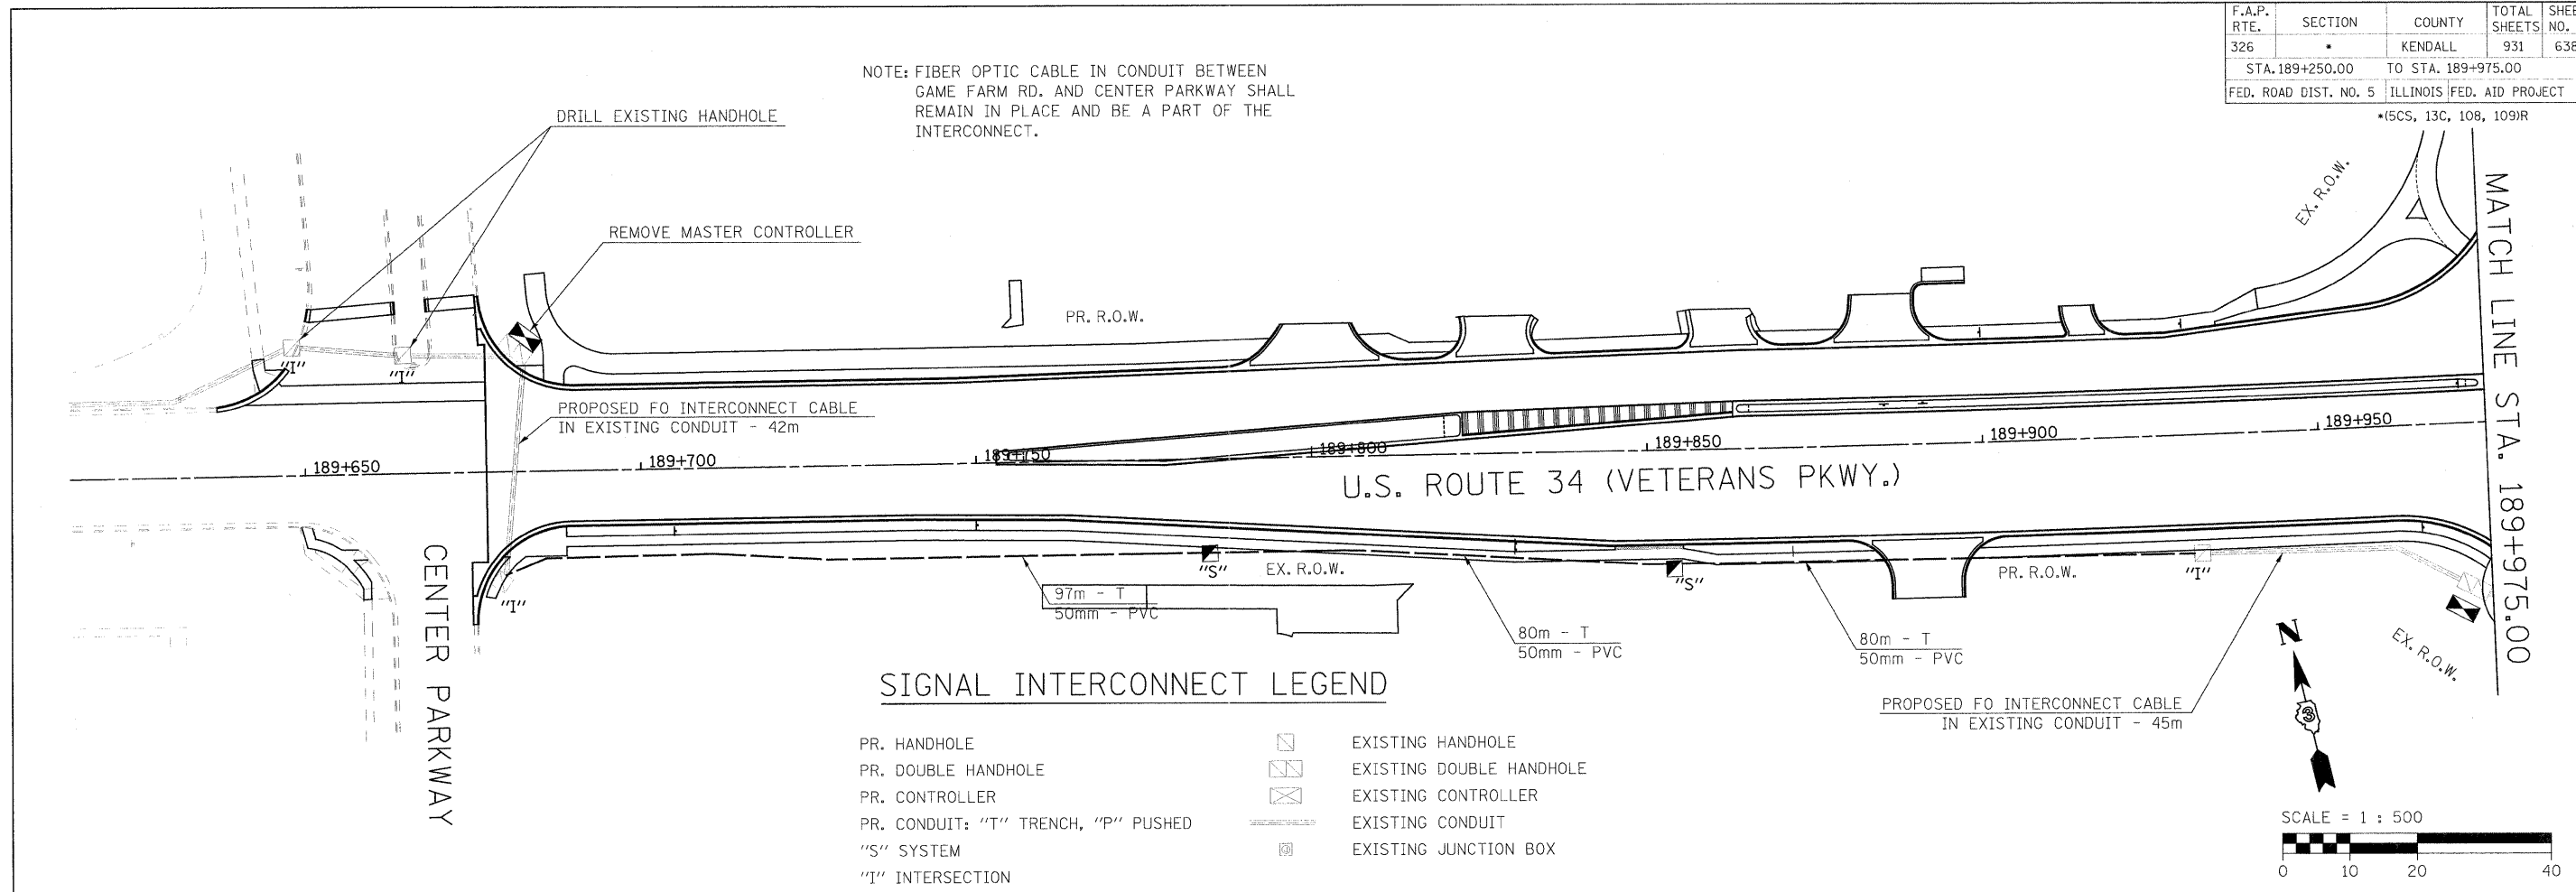 F.A.P. RTE. SECTION COUNTY TOTAL SHEETS
326 * KENDALL 931 638
STA. 189+250.00 TO STA. 189+975.00
FED. ROAD DIST. NO. 5 ILLINOIS FED. AID PROJECT
*(5CS, 13C, 108, 109)R
NOTE: FIBER OPTIC CABLE IN CONDUIT BETWEEN
GAME FARM RD. AND CENTER PARKWAY SHALL
REMAIN IN PLACE AND BE A PART OF THE
INTERCONNECT.
DRILL EXISTING HANDHOLE
REMOVE MASTER CONTROLLER
EX. R.O.W.
MATCH LINE STA. 189+975.00
PR. R.O.W.
"I"
"I"
PROPOSED FO INTERCONNECT CABLE
IN EXISTING CONDUIT - 42m
189+650
189+700
189+750
189+800
189+850
189+900
189+950
U.S. ROUTE 34 (VETERANS PKWY.)
CENTER PARKWAY
"I"
"S"
EX. R.O.W.
"S"
PR. R.O.W.
"I"
97m - T
50mm - PVC
80m - T
50mm - PVC
80m - T
50mm - PVC
N
3
EX. R.O.W.
PROPOSED FO INTERCONNECT CABLE
IN EXISTING CONDUIT - 45m
SIGNAL INTERCONNECT LEGEND
PR. HANDHOLE
EXISTING HANDHOLE
PR. DOUBLE HANDHOLE
EXISTING DOUBLE HANDHOLE
PR. CONTROLLER
EXISTING CONTROLLER
PR. CONDUIT: "T" TRENCH, "P" PUSHED
EXISTING CONDUIT
"S" SYSTEM
EXISTING JUNCTION BOX
"I" INTERSECTION
SCALE = 1 : 500
0 10 20 40